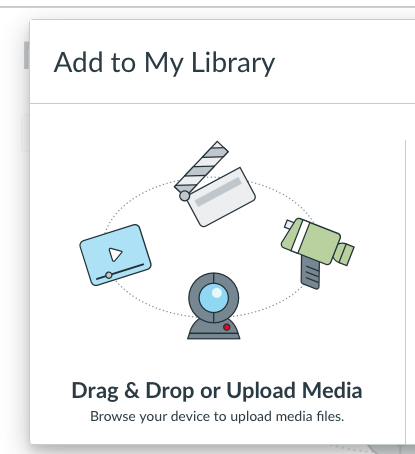 Add to My Library
Drag & Drop or Upload Media
Browse your device to upload media files.